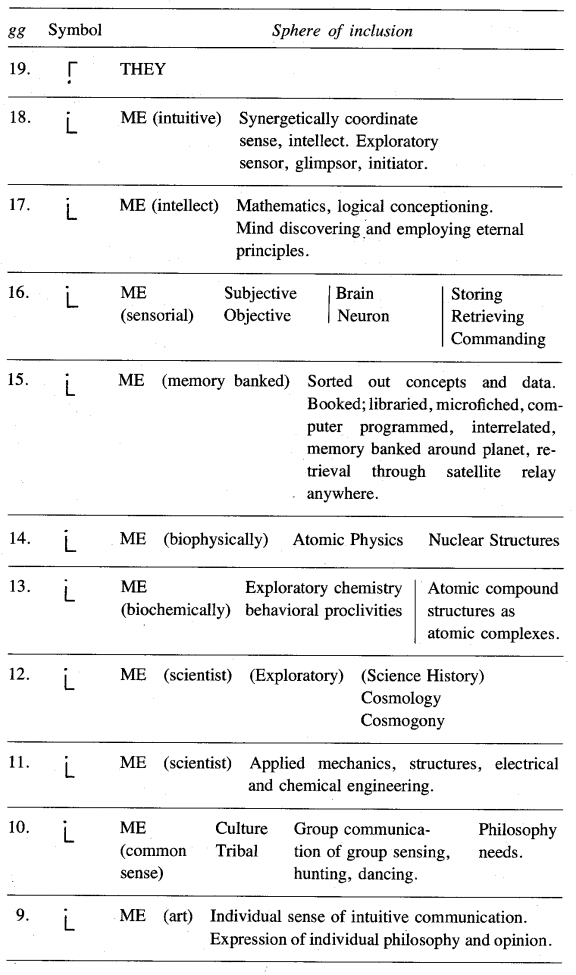 gg Symbol Sphere of inclusion
19. THEY
18. ME (intuitive) Synergetically coordinate
sense, intellect. Exploratory
sensor, glimpsor, initiator.
17. ME (intellect) Mathematics, logical conceptioning.
Mind discovering and employing eternal
principles.
16. ME Subjective Brain Storing
(sensorial) Objective Neuron Retrieving
Commanding
15. ME (memory banked) Sorted out concepts and data.
Booked; libraried, microfiched, com-
puter programmed, interrelated,
memory banked around planet, re-
trieval through satellite relay
anywhere.
14. ME (biophysically) Atomic Physics Nuclear Structures
13. ME Exploratory chemistry Atomic compound
(biochemically) behavioral proclivities structures as
atomic complexes.
12. ME (scientist) (Exploratory) (Science History)
Cosmology
Cosmogony
11. ME (scientist) Applied mechanics, structures, electrical
and chemical engineering.
10. ME Culture Group communica- Philosophy
(common Tribal tion of group sensing, needs.
sense) hunting, dancing.
9. ME (art) Individual sense of intuitive communication.
Expression of individual philosophy and opinion.